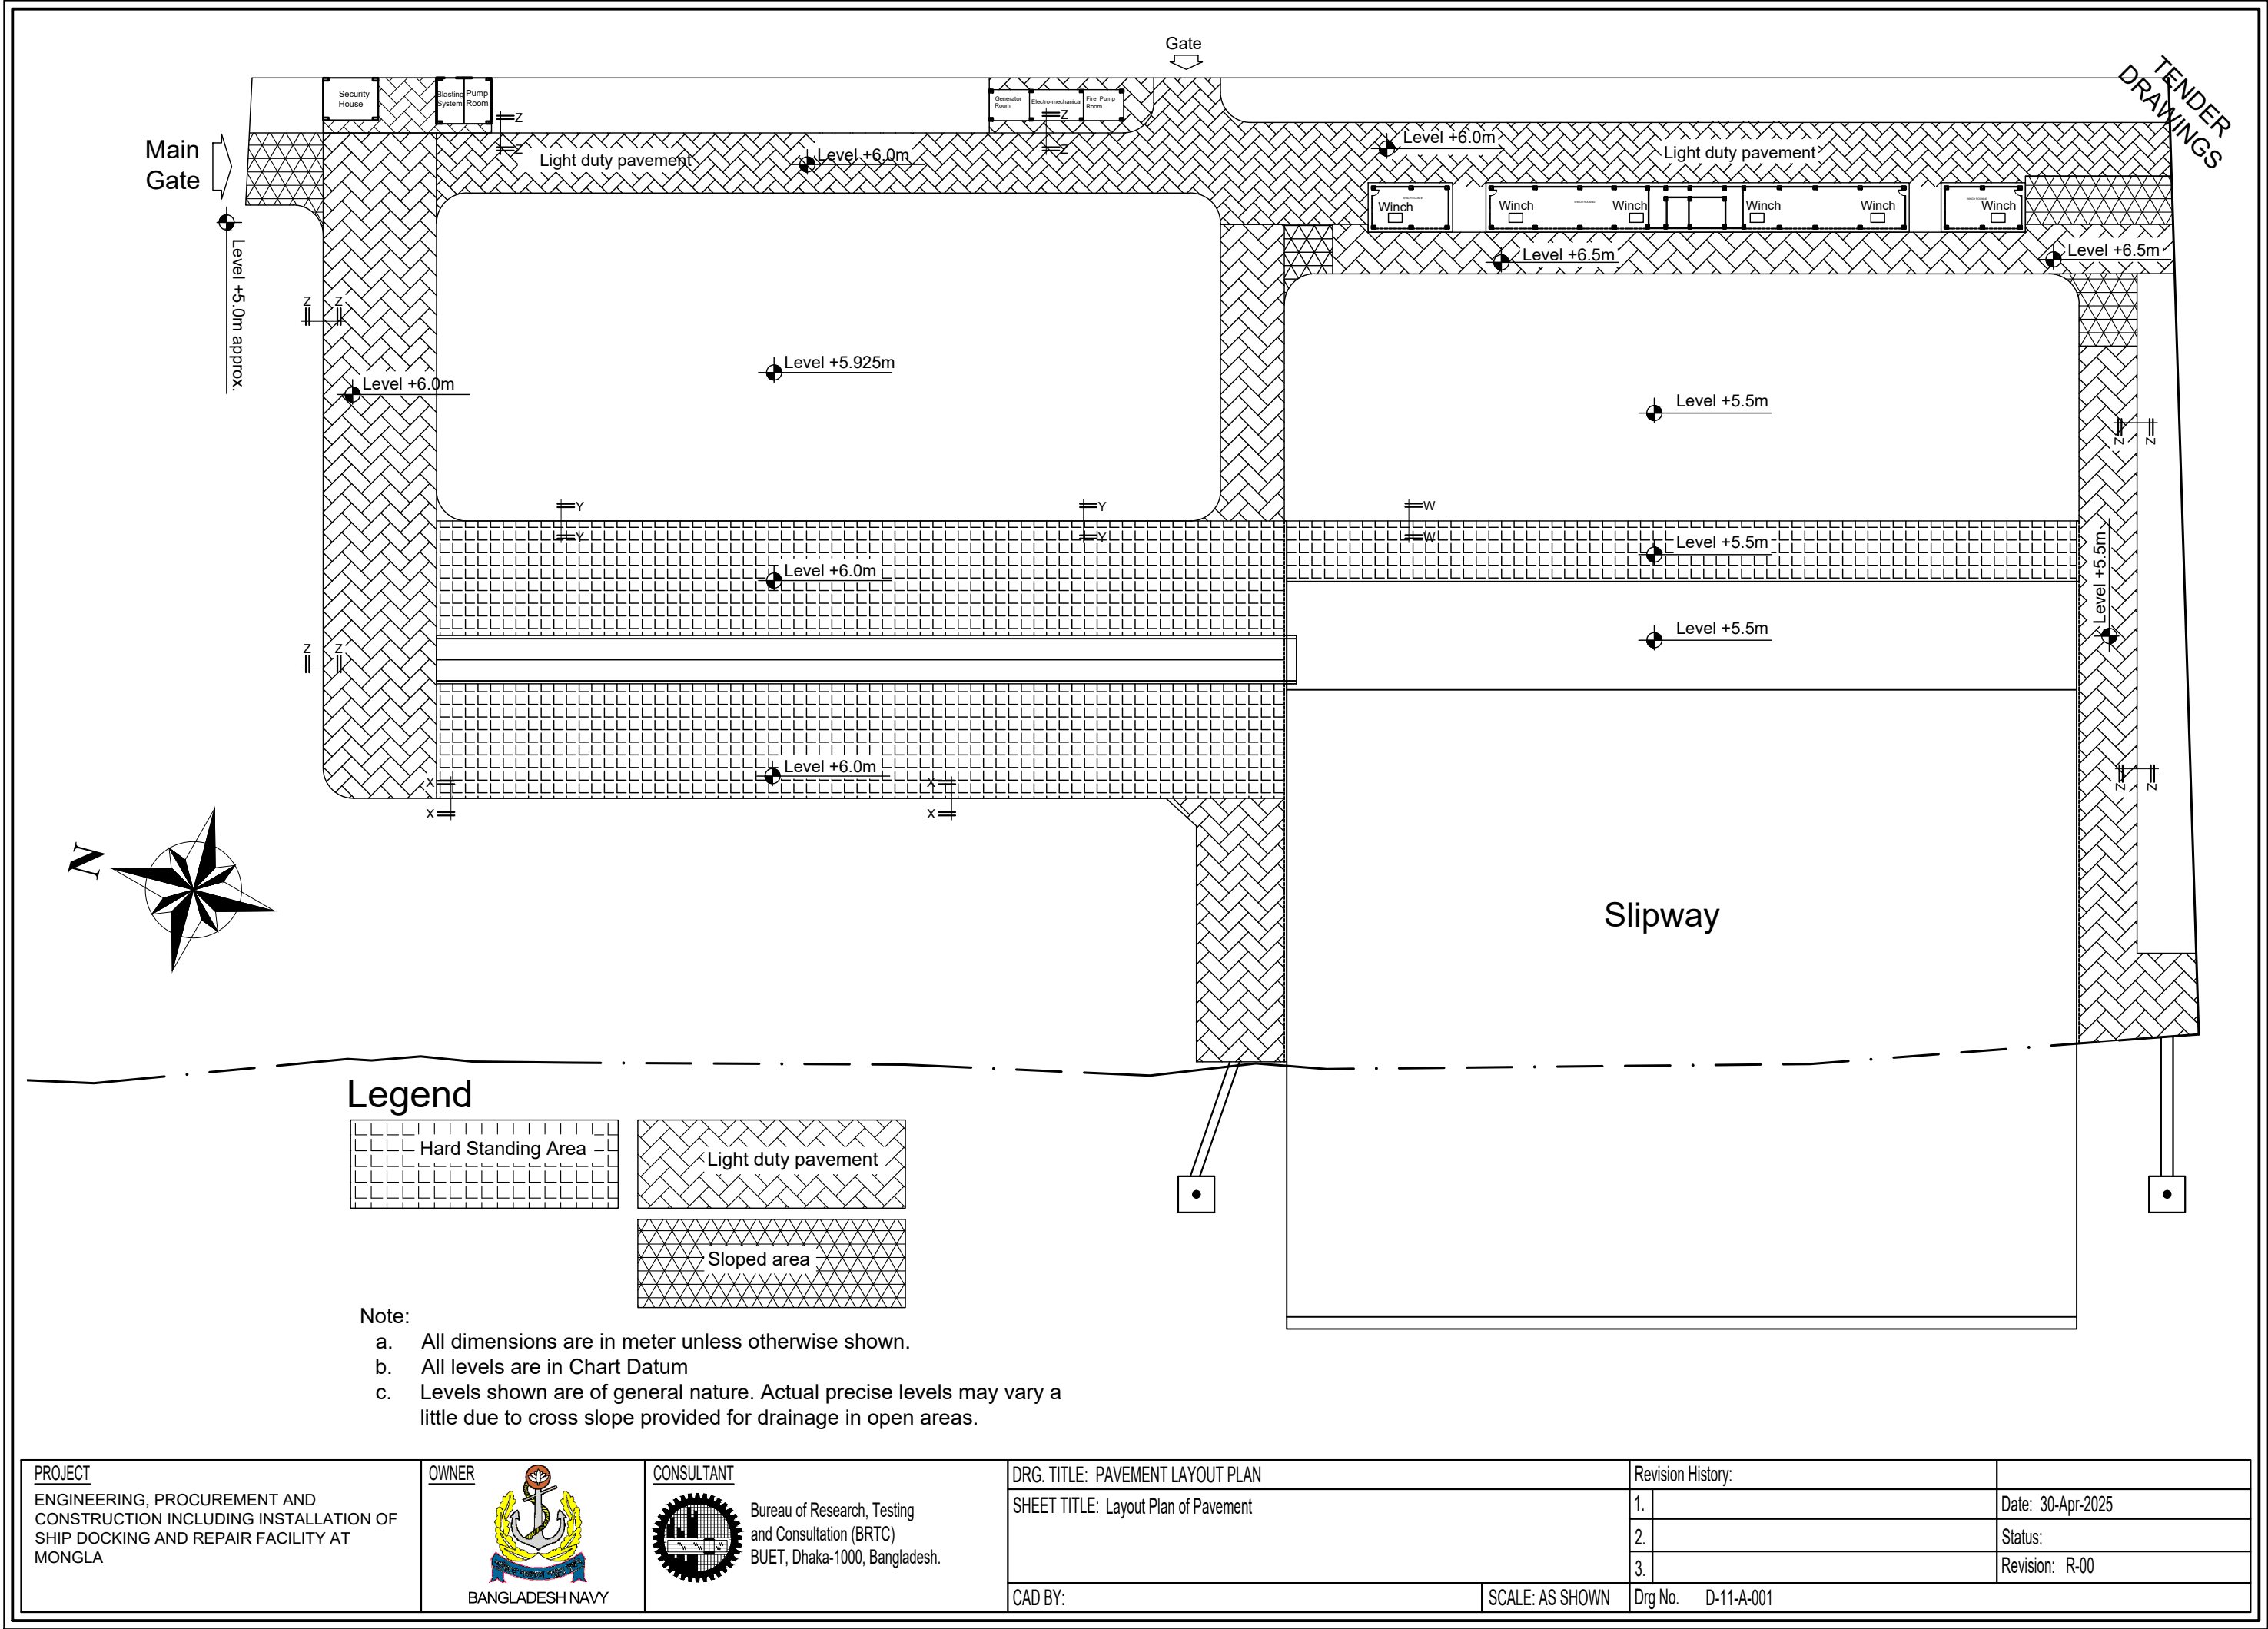 Gate
TENDER
DRAWINGS
Security
House
Blasting
System
Pump
Room
Generator
Room
Electro-mechanical
Fire Pump
Room
Z
Z
Z
Z
Main
Gate
Light duty pavement
Level +6.0m
Level +6.0m
Light duty pavement
Winch
Winch
Winch
Winch
Winch
Winch
Level +5.0m approx.
Level +6.5m
Level +6.5m
Z Z
Level +5.925m
Level +6.0m
Level +5.5m
Z Z
Y
Y
Y
Y
W
W
Level +5.5m
Level +6.0m
Level +5.5m
Level +5.5m
Z Z
Level +6.0m
X
X
X
X
Z Z
N
Slipway
Legend
Hard Standing Area
Light duty pavement
Sloped area
Note:
a. All dimensions are in meter unless otherwise shown.
b. All levels are in Chart Datum
c. Levels shown are of general nature. Actual precise levels may vary a
little due to cross slope provided for drainage in open areas.
PROJECT
ENGINEERING, PROCUREMENT AND
CONSTRUCTION INCLUDING INSTALLATION OF
SHIP DOCKING AND REPAIR FACILITY AT
MONGLA
OWNER
BANGLADESH NAVY
CONSULTANT
Bureau of Research, Testing
and Consultation (BRTC)
BUET, Dhaka-1000, Bangladesh.
DRG. TITLE: PAVEMENT LAYOUT PLAN
SHEET TITLE: Layout Plan of Pavement
CAD BY:
SCALE: AS SHOWN
Revision History:
1.
2.
3.
Date: 30-Apr-2025
Status:
Revision: R-00
Drg No. D-11-A-001